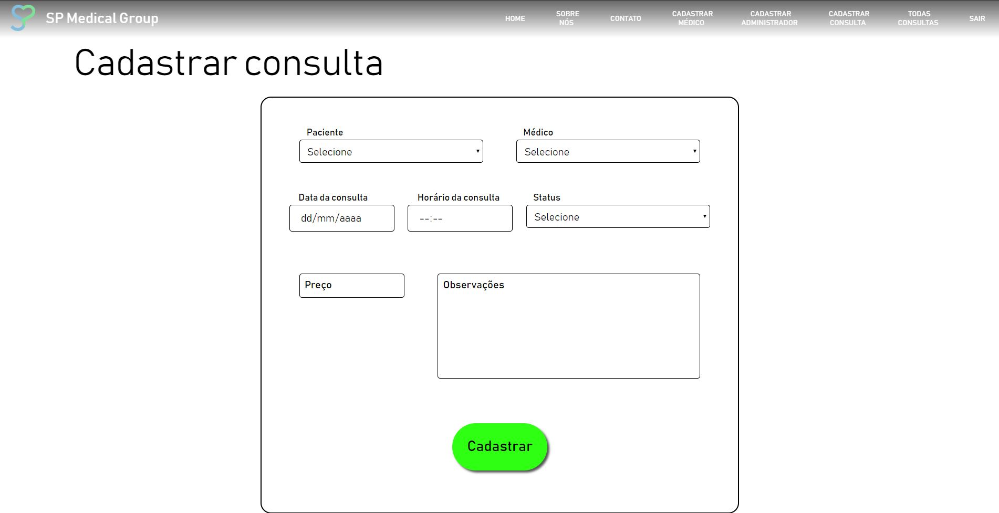 SP Medical Group
HOME
SOBRE
NÓS
CONTATO
CADASTRAR
MÉDICO
CADASTRAR
ADMINISTRADOR
CADASTRAR
CONSULTA
TODAS
CONSULTAS
SAIR
Cadastrar consulta
Paciente
Médico
Selecione
Selecione
Data da consulta
Horário da consulta
Status
dd/mm/aaaa
--:--
Selecione
Preço
Observações
Cadastrar